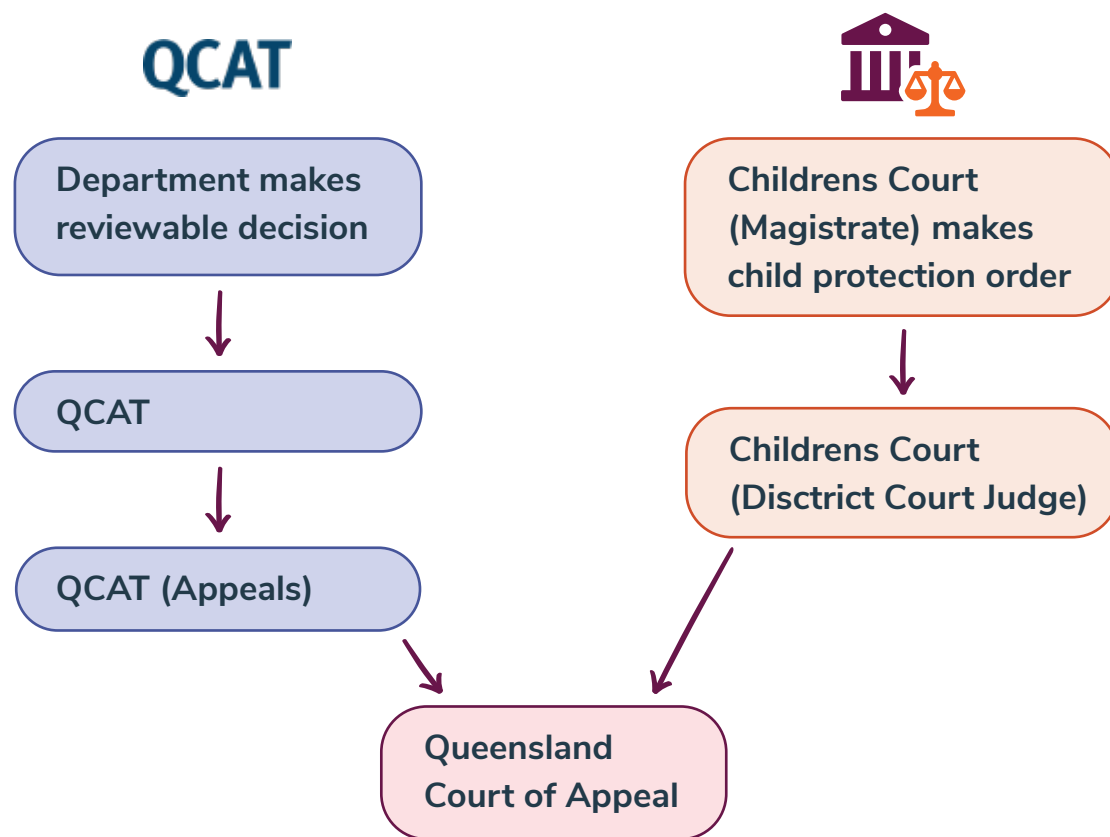 QCAT
Department makes
reviewable decision
QCAT
QCAT (Appeals)
Childrens Court
(Magistrate) makes
child protection order
Childrens Court
(Disctrict Court Judge)
Queensland
Court of Appeal